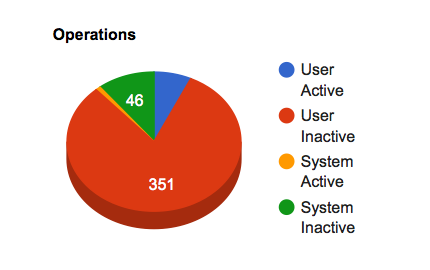 Operations
46
351
User
Active
User
Inactive
System
Active
System
Inactive